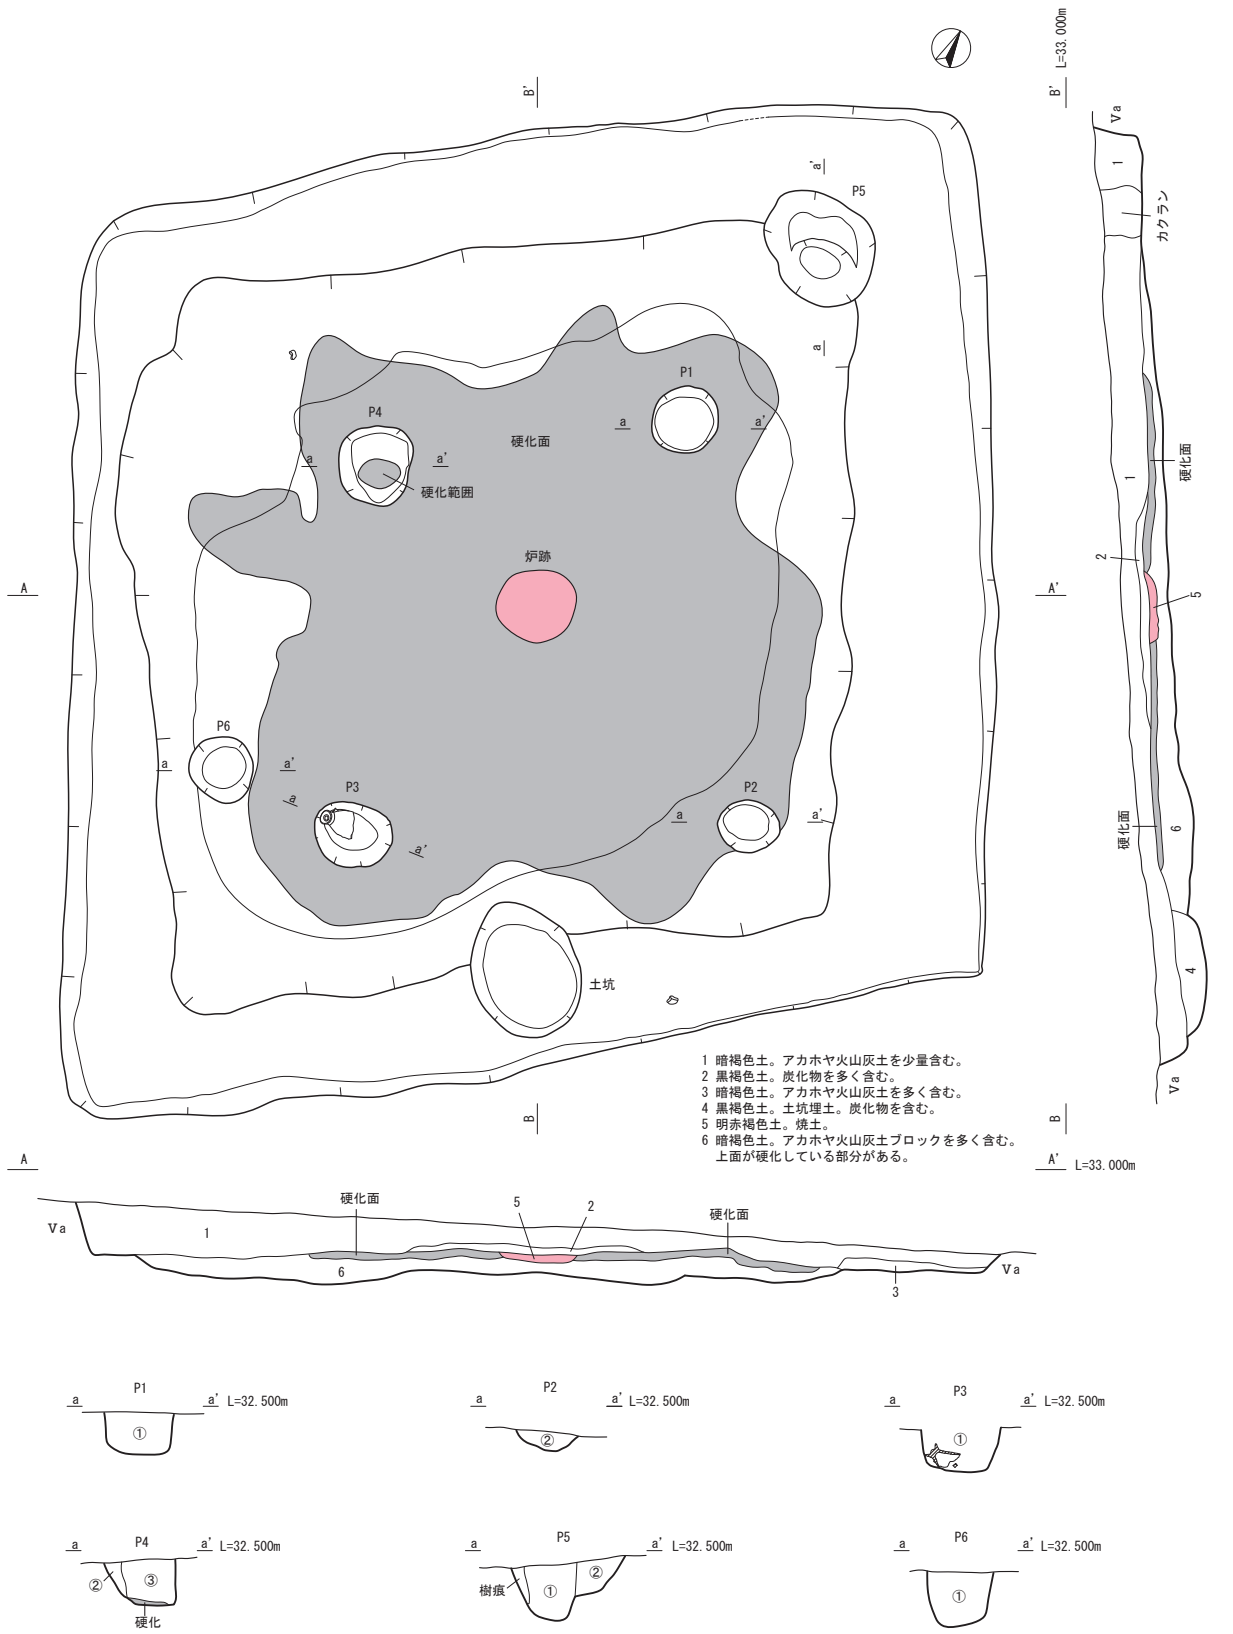 L=33.000m
B'
B'
Ⅴa
a'
P5
1
カクラン
a
P1
P4
a
a'
硬化面
a
a'
硬化範囲
硬化面
1
炉跡
2
A
A'
5
P6
a
a'
P3
a
P2
a
a'
硬化面
6
a'
4
土坑
1 暗褐色土。アカホヤ火山灰土を少量含む。
2 黒褐色土。炭化物を多く含む。
3 暗褐色土。アカホヤ火山灰土を多く含む。
4 黒褐色土。土坑埋土。炭化物を含む。
5 明赤褐色土。焼土。
6 暗褐色土。アカホヤ火山灰土ブロックを多く含む。
上面が硬化している部分がある。
Ⅴa
B
B
A
A' L=33.000m
硬化面
5
2
硬化面
Ⅴa
1
6
3
Ⅴa
P1
a
a' L=32.500m
①
P2
a
a' L=32.500m
②
P3
a
a' L=32.500m
①
P4
a
a' L=32.500m
②
③
硬化
P5
a
a' L=32.500m
樹痕
①
②
P6
a
a' L=32.500m
①